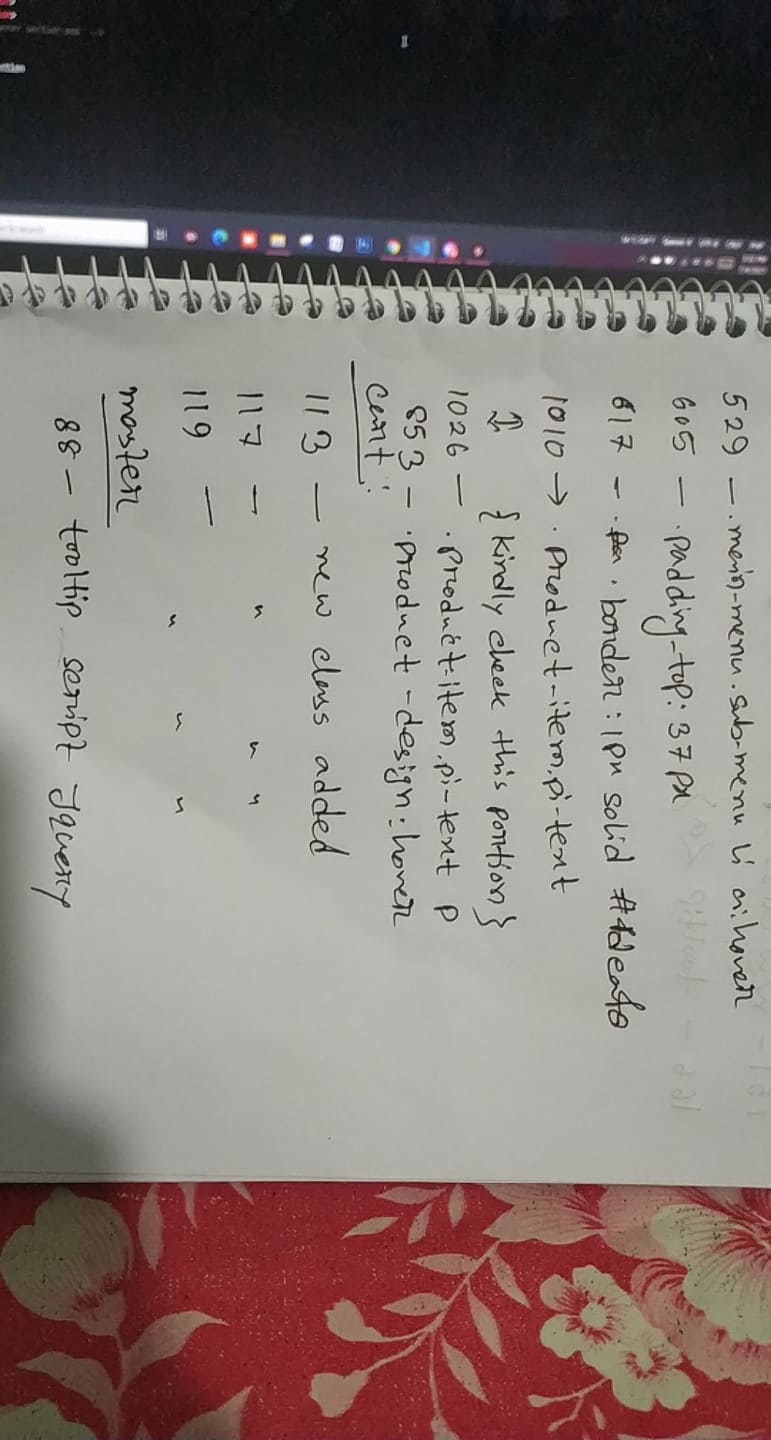 529 — .main-menu.sub-menu li a:hover
605 — .padding-top: 37px
617 — . border: 1px solid
1010 → .product-item.pi-text
↕ {kindly check this portion}
1026 — .product-item.pi-text p
853 — .product-design:hover
cart:
113 — new class added
117 — " " "
119 — " " "
master
88 — tooltip script Jquery